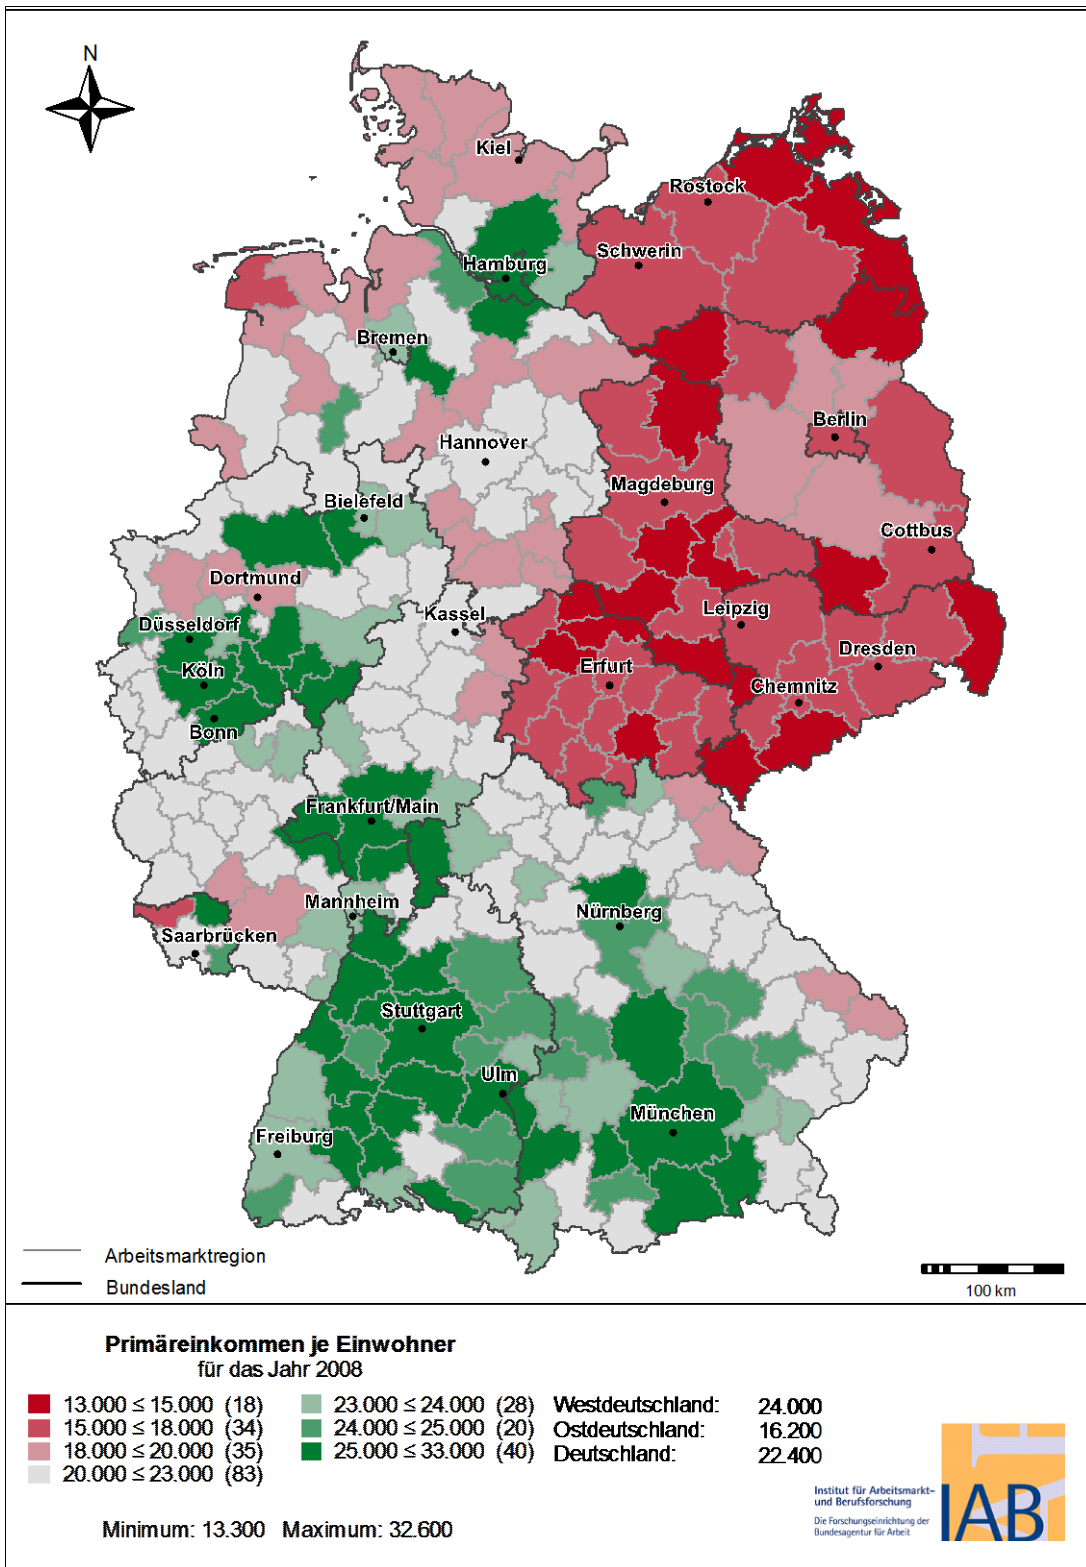 N
Kiel
Rostock
Schwerin
Hamburg
Bremen
Berlin
Hannover
Magdeburg
Bielefeld
Cottbus
Dortmund
Leipzig
Kassel
Düsseldorf
Dresden
Köln
Erfurt
Chemnitz
Bonn
Frankfurt/Main
Mannheim
Nürnberg
Saarbrücken
Stuttgart
Ulm
München
Freiburg
Arbeitsmarktregion
Bundesland
100 km
Primäreinkommen je Einwohner
für das Jahr 2008
13.000 ≤ 15.000 (18) 23.000 ≤ 24.000 (28) Westdeutschland: 24.000
15.000 ≤ 18.000 (34) 24.000 ≤ 25.000 (20) Ostdeutschland: 16.200
18.000 ≤ 20.000 (35) 25.000 ≤ 33.000 (40) Deutschland: 22.400
20.000 ≤ 23.000 (83)
Minimum: 13.300 Maximum: 32.600
Institut für Arbeitsmarkt-
und Berufsforschung
Die Forschungseinrichtung der
Bundesagentur für Arbeit
IAB